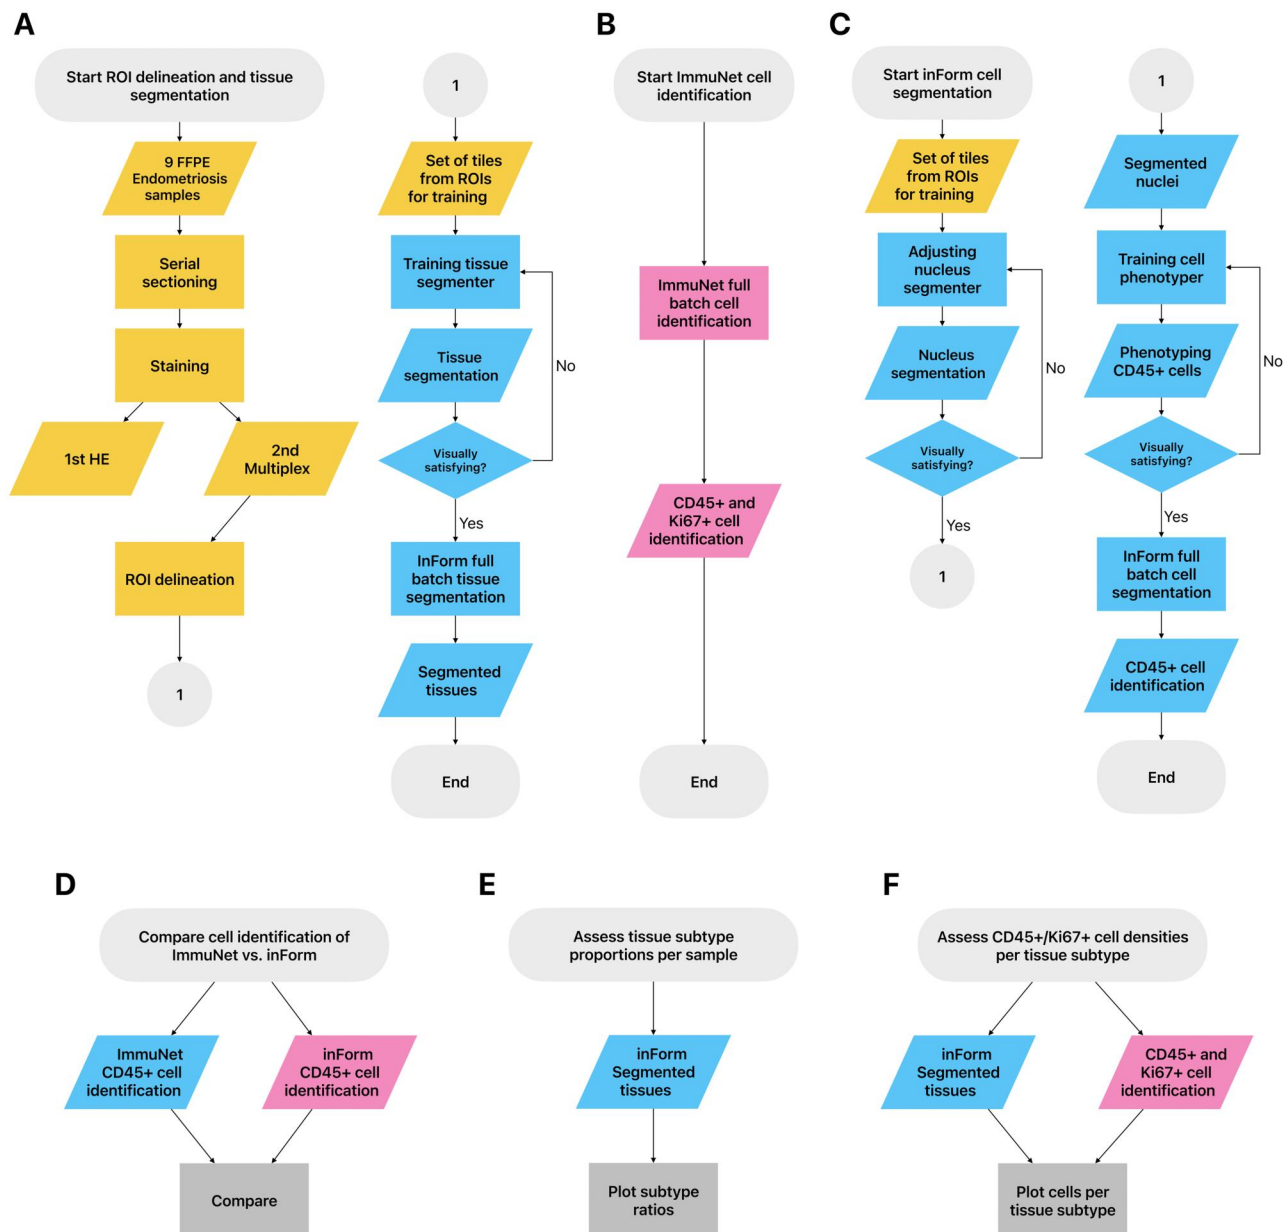 A
Start ROI delineation and tissue
segmentation
9 FFPE
Endometriosis
samples
Serial
sectioning
Staining
1st HE
2nd
Multiplex
ROI delineation
1
1
Set of tiles
from ROIs
for training
Training tissue
segmenter
Tissue
segmentation
No
Visually
satisfying?
Yes
InForm full
batch tissue
segmentation
Segmented
tissues
End
B
Start ImmuNet cell
identification
ImmuNet full
batch cell
identification
CD45+ and
Ki67+ cell
identification
End
C
Start inForm cell
segmentation
Set of tiles
from ROIs
for training
Adjusting
nucleus
segmenter
Nucleus
segmentation
No
Visually
satisfying?
Yes
1
1
Segmented
nuclei
Training cell
phenotyper
Phenotyping
CD45+ cells
No
Visually
satisfying?
Yes
InForm full
batch cell
segmentation
CD45+ cell
identification
End
D
Compare cell identification of
ImmuNet vs. inForm
ImmuNet
CD45+ cell
identification
inForm
CD45+ cell
identification
Compare
E
Assess tissue subtype
proportions per sample
inForm
Segmented
tissues
Plot subtype
ratios
F
Assess CD45+/Ki67+ cell densities
per tissue subtype
inForm
Segmented
tissues
CD45+ and
Ki67+ cell
identification
Plot cells per
tissue subtype